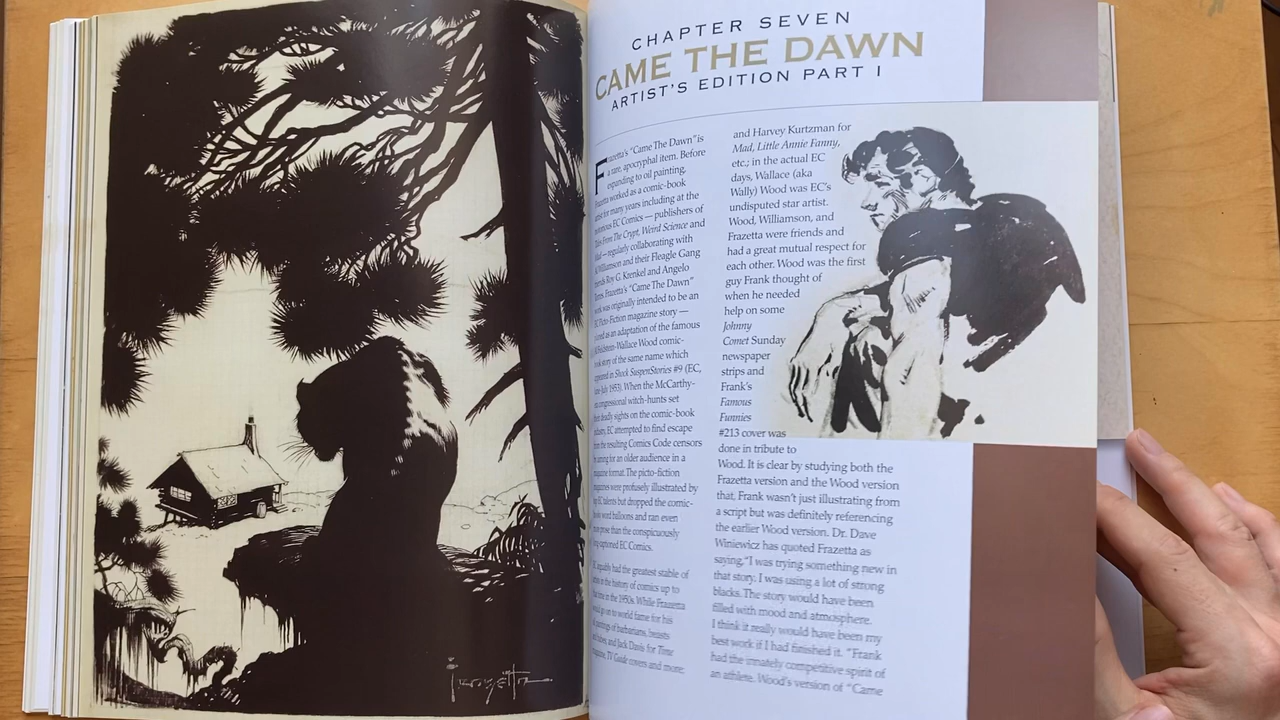 CHAPTER SEVEN
CAME THE DAWN
ARTIST'S EDITION PART I
Frazetta's "Came The Dawn" is
a rare, apocryphal item. Before
expanding to oil painting,
Frazetta worked as a comic-book
artist for many years including at the
notorious EC Comics — publishers of
Tales From The Crypt, Weird Science and
Mad — regularly collaborating with
Al Williamson and their Fleagle Gang
friends Roy G. Krenkel and Angelo
Torres. Frazetta's "Came The Dawn"
work was originally intended to be an
EC Picto-Fiction magazine story —
as an adaptation of the famous
Feldstein-Wallace Wood comic-
book story of the same name which
appeared in Shock SuspenStories #9 (EC,
July 1953). When the McCarthy-
congressional witch-hunts set
their deadly sights on the comic-book
industry, EC attempted to find escape
from the resulting Comics Code censors
by aiming for an older audience in a
magazine format. The picto-fiction
magazines were profusely illustrated by
top EC talents but dropped the comic-
word balloons and ran even
more prose than the conspicuously
captioned EC Comics.
arguably had the greatest stable of
artists in the history of comics up to
that time in the 1950s. While Frazetta
would go on to world fame for his
paintings of barbarians, beasts
and Jack Davis for Time
magazine, TV Guide covers and more
and Harvey Kurtzman for
Mad, Little Annie Fanny,
etc.; in the actual EC
days, Wallace (aka
Wally) Wood was EC's
undisputed star artist.
Wood, Williamson, and
Frazetta were friends and
had a great mutual respect for
each other. Wood was the first
guy Frank thought of
when he needed
help on some
Johnny
Comet Sunday
newspaper
strips and
Frank's
Famous
Funnies
#213 cover was
done in tribute to
Wood. It is clear by studying both the
Frazetta version and the Wood version
that, Frank wasn't just illustrating from
a script but was definitely referencing
the earlier Wood version. Dr. Dave
Winiewicz has quoted Frazetta as
saying, "I was trying something new in
that story. I was using a lot of strong
blacks. The story would have been
filled with mood and atmosphere.
I think it really would have been my
best work if I had finished it. "Frank
had the innately competitive spirit of
an athlete. Wood's version of "Came
frazetta